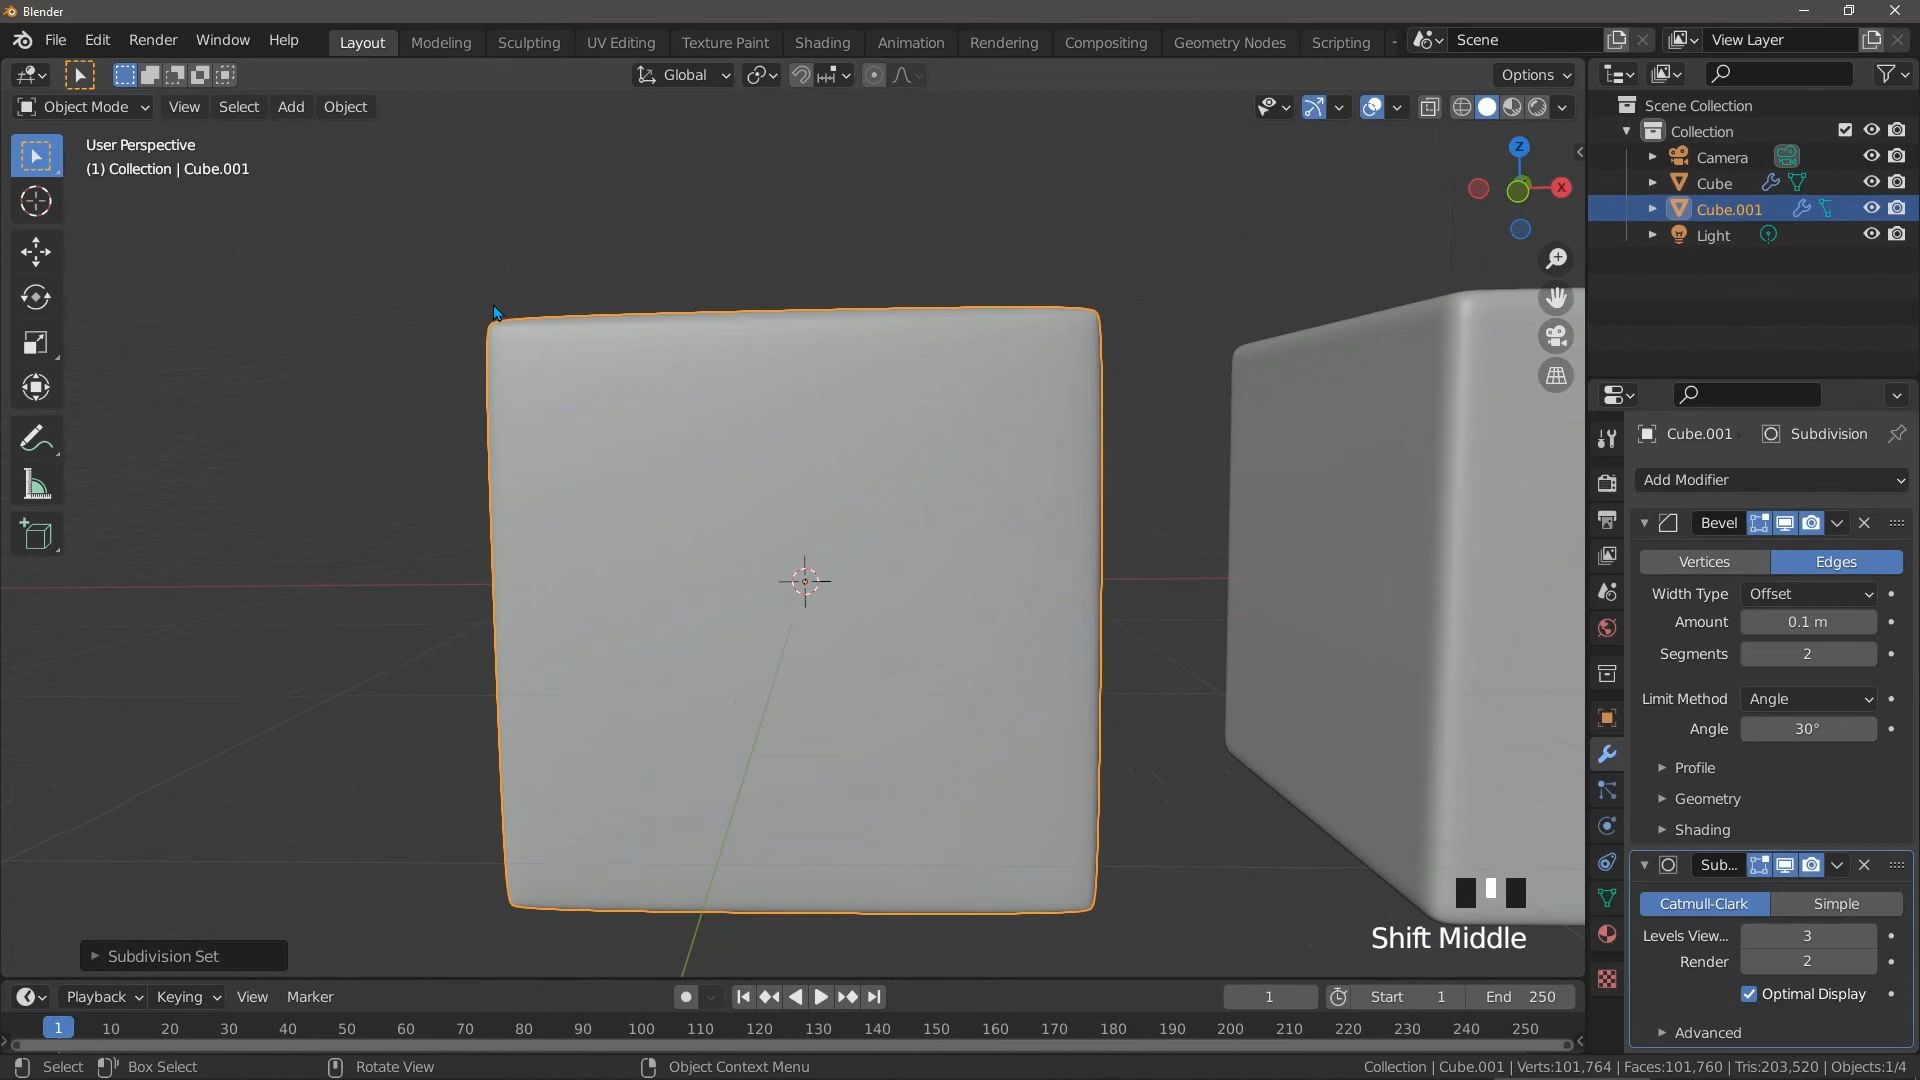 Blender
File Edit Render Window Help Layout Modeling Sculpting UV Editing Texture Paint Shading Animation Rendering Compositing Geometry Nodes Scripting Scene View Layer
Global Options
Object Mode View Select Add Object
User Perspective
(1) Collection | Cube.001
Z
X
Scene Collection
Collection
Camera
Cube
Cube.001
Light
Cube.001 Subdivision
Add Modifier
Bevel
Vertices Edges
Width Type Offset
Amount 0.1 m
Segments 2
Limit Method Angle
Angle 30°
Profile
Geometry
Shading
Sub...
Catmull-Clark Simple
Levels View... 3
Render 2
Optimal Display
Advanced
Shift Middle
Subdivision Set
Playback Keying View Marker 1 Start 1 End 250
1 10 20 30 40 50 60 70 80 90 100 110 120 130 140 150 160 170 180 190 200 210 220 230 240 250
Select Box Select Rotate View Object Context Menu Collection | Cube.001 | Verts:101,764 | Faces:101,760 | Tris:203,520 | Objects:1/4